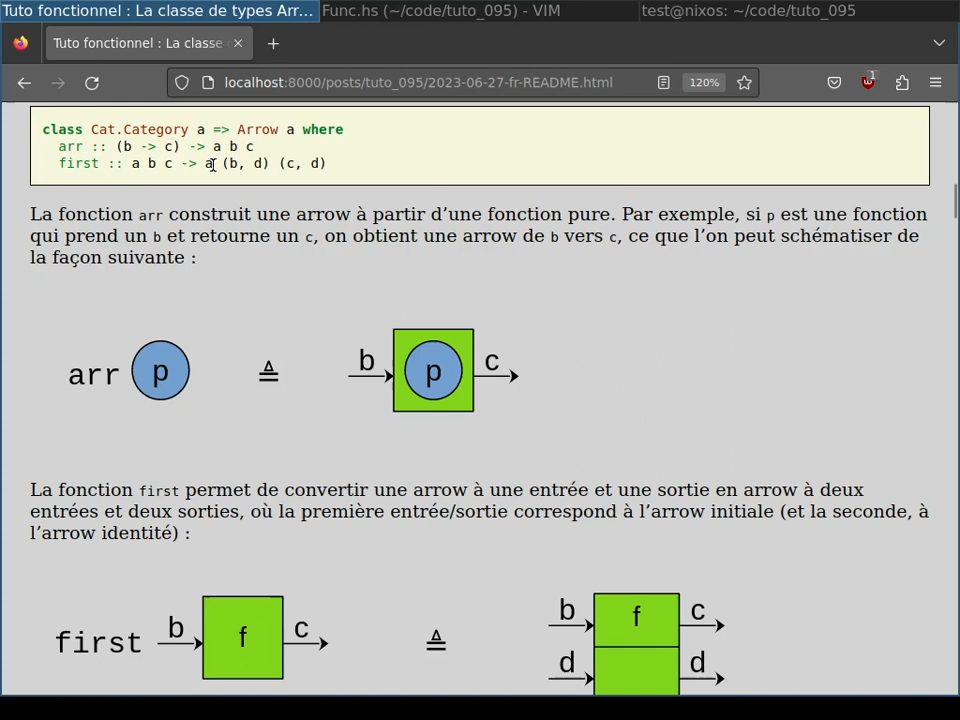 Tuto fonctionnel : La classe de types Arr... Func.hs (~/code/tuto_095) - VIM test@nixos: ~/code/tuto_095
Tuto fonctionnel : La classe
localhost:8000/posts/tuto_095/2023-06-27-fr-README.html 120% 1
class Cat.Category a => Arrow a where
arr :: (b -> c) -> a b c
first :: a b c -> a (b, d) (c, d)
La fonction arr construit une arrow à partir d’une fonction pure. Par exemple, si p est une fonction
qui prend un b et retourne un c, on obtient une arrow de b vers c, ce que l’on peut schématiser de
la façon suivante :
arr p ≜ b p c
La fonction first permet de convertir une arrow à une entrée et une sortie en arrow à deux
entrées et deux sorties, où la première entrée/sortie correspond à l’arrow initiale (et la seconde, à
l’arrow identité) :
first b f c ≜ b f c
d d